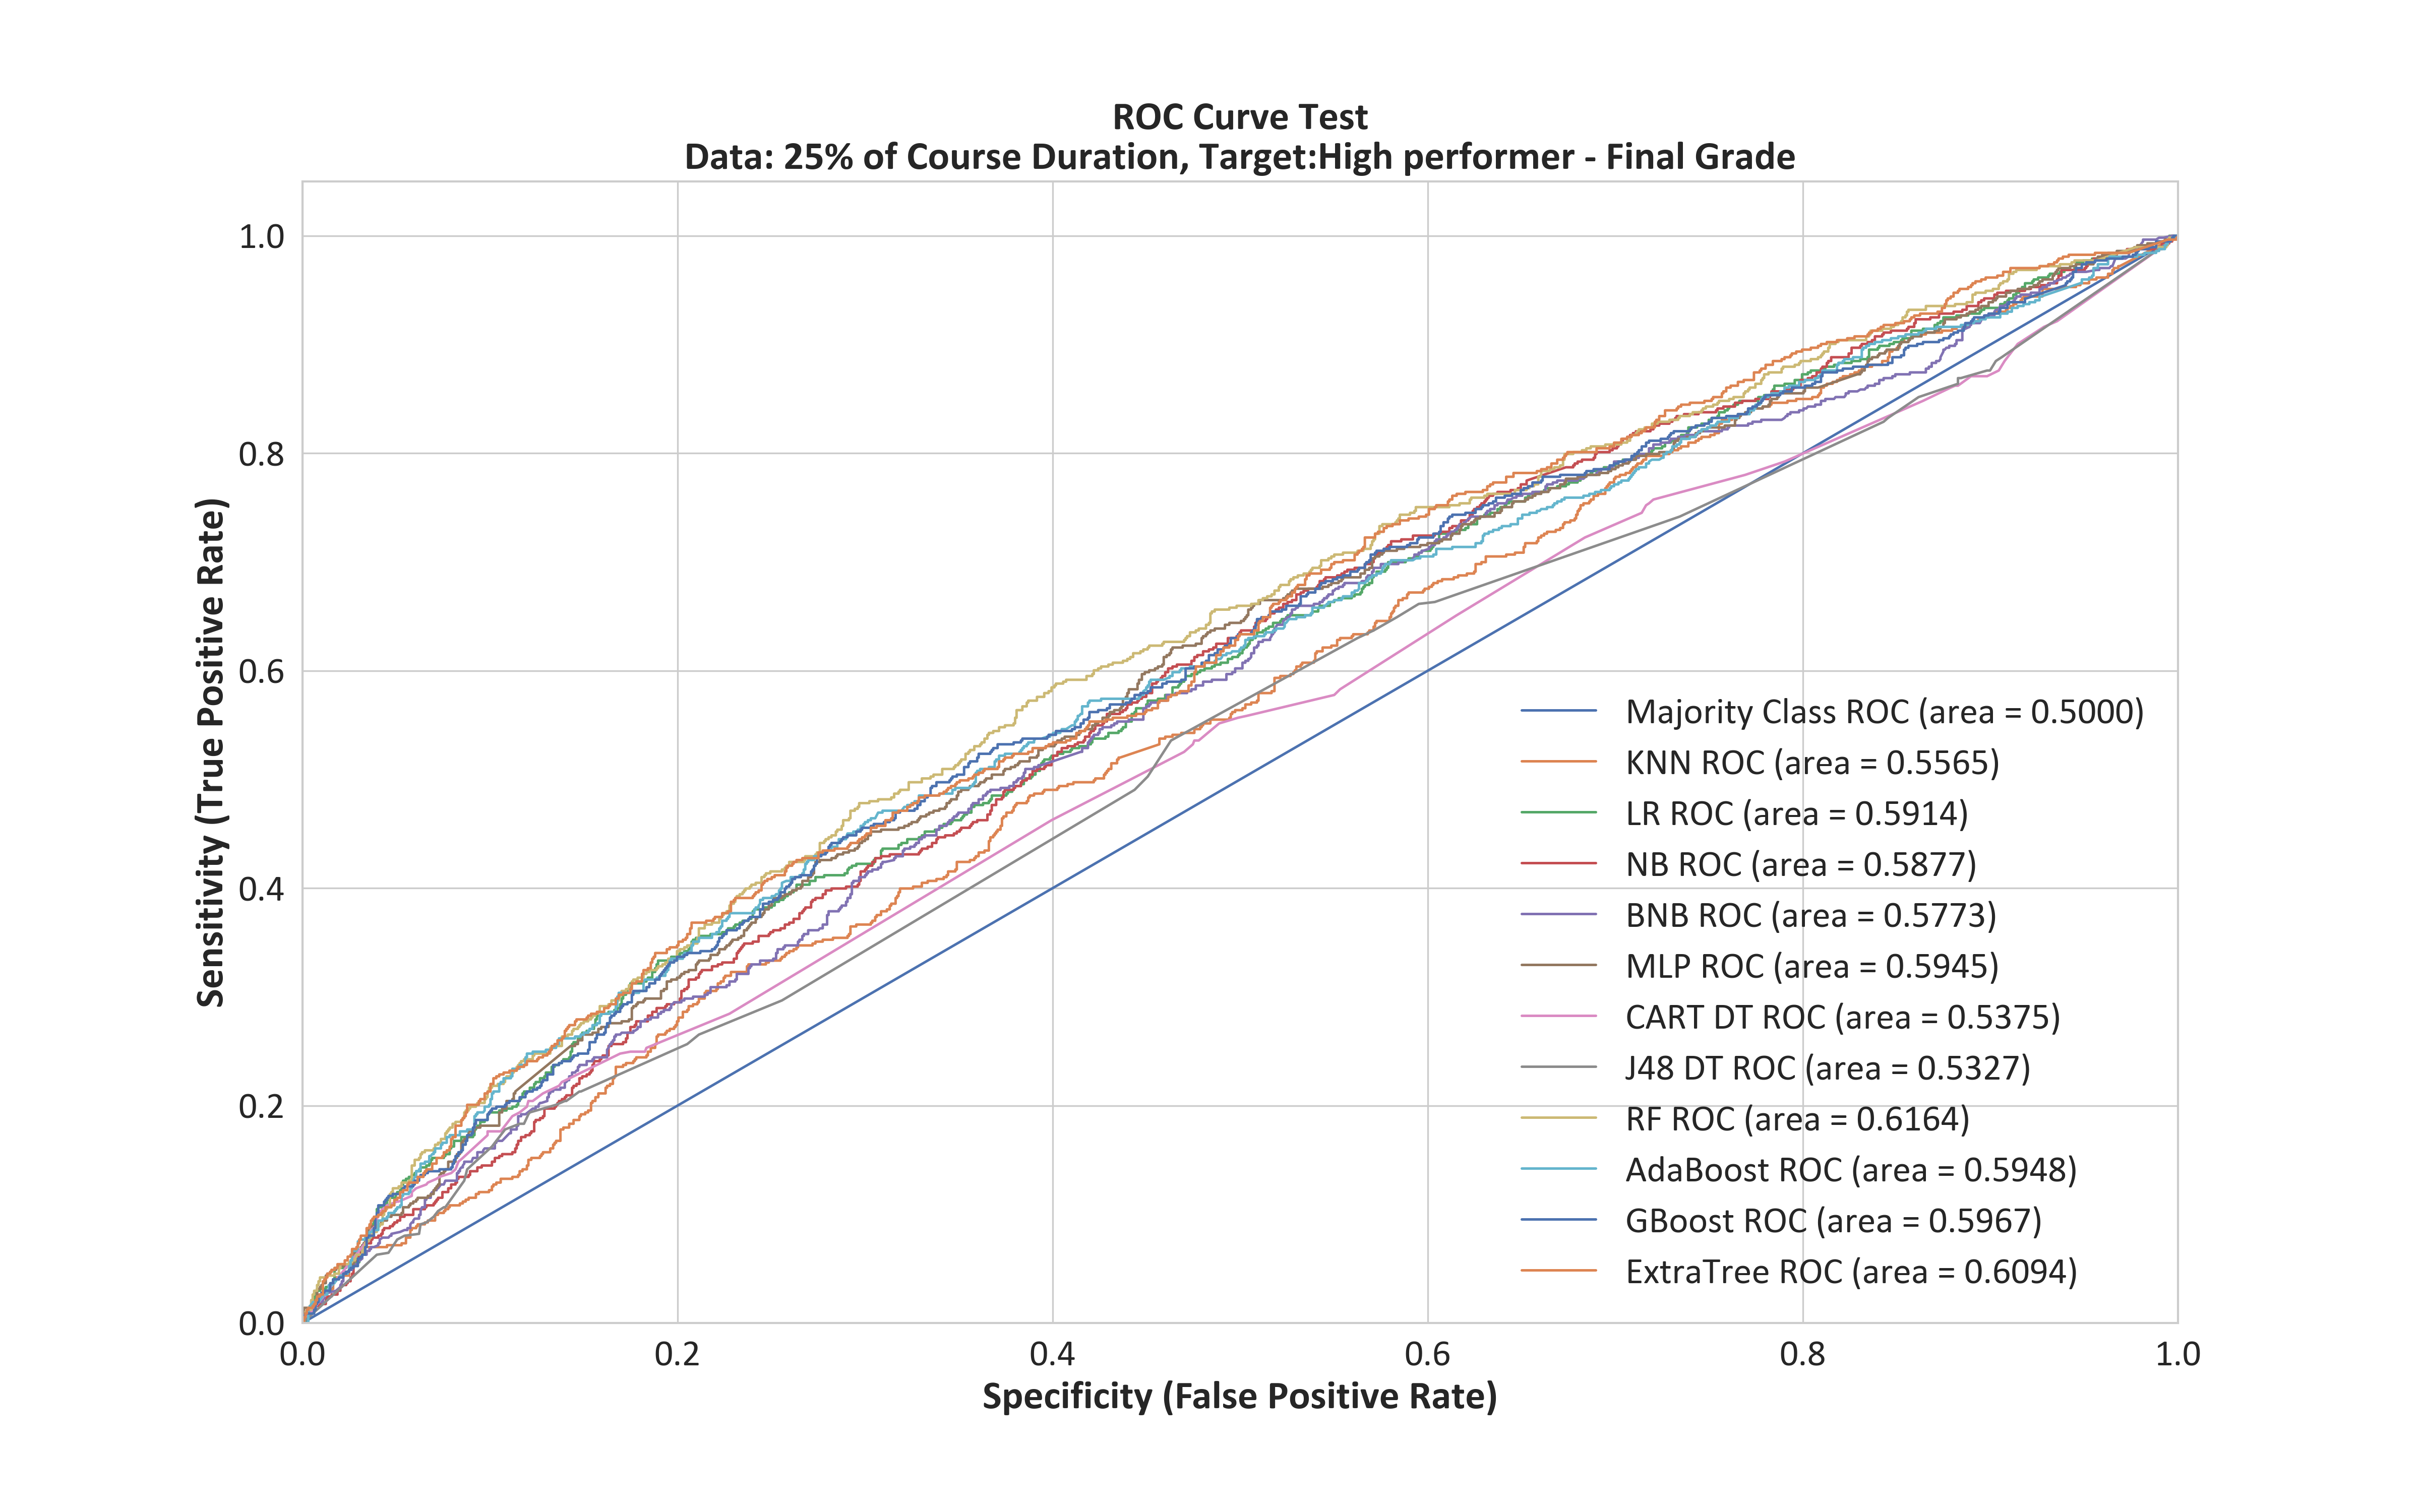 ROC Curve Test
Data: 25% of Course Duration, Target:High performer - Final Grade
Sensitivity (True Positive Rate)
1.0
0.8
0.6
0.4
0.2
0.0
Majority Class ROC (area = 0.5000)
KNN ROC (area = 0.5565)
LR ROC (area = 0.5914)
NB ROC (area = 0.5877)
BNB ROC (area = 0.5773)
MLP ROC (area = 0.5945)
CART DT ROC (area = 0.5375)
J48 DT ROC (area = 0.5327)
RF ROC (area = 0.6164)
AdaBoost ROC (area = 0.5948)
GBoost ROC (area = 0.5967)
ExtraTree ROC (area = 0.6094)
0.0 0.2 0.4 0.6 0.8 1.0
Specificity (False Positive Rate)